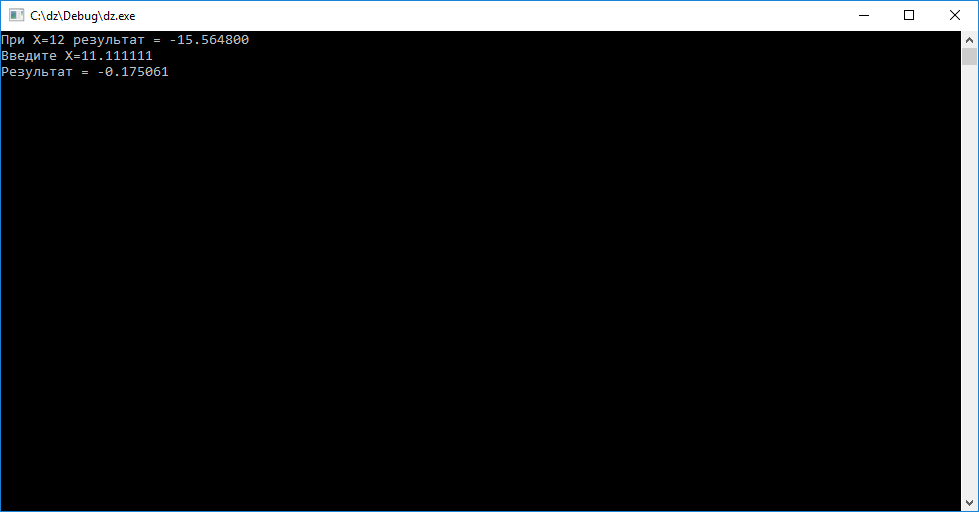 C:\dz\Debug\dz.exe
При X=12 результат = -15.564800
Введите X=11.111111
Результат = -0.175061